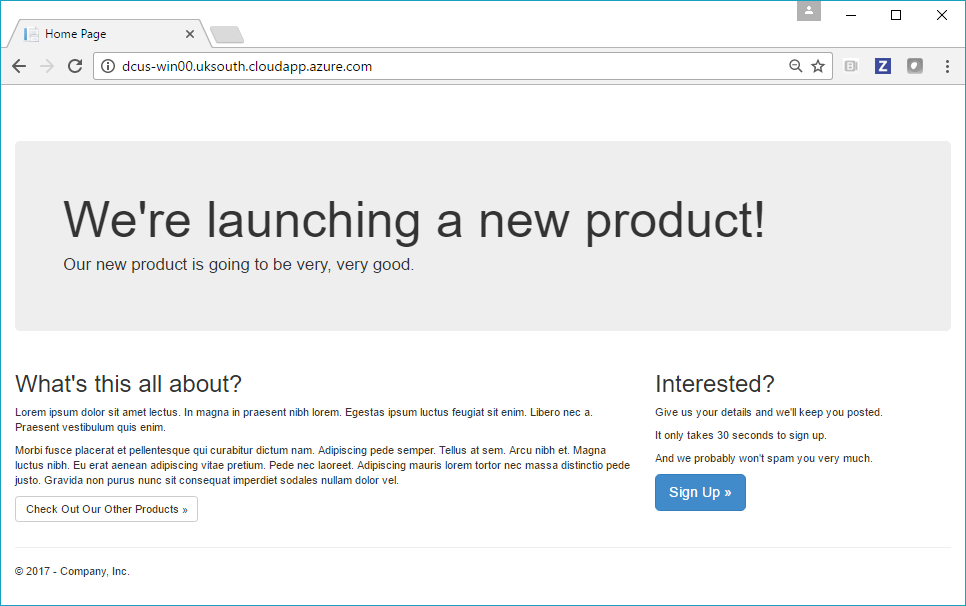 Home Page
dcus-win00.uksouth.cloudapp.azure.com
B
Z
We're launching a new product!
Our new product is going to be very, very good.
What's this all about?
Lorem ipsum dolor sit amet lectus. In magna in praesent nibh lorem. Egestas ipsum luctus feugiat sit enim. Libero nec a.
Praesent vestibulum quis enim.
Morbi fusce placerat et pellentesque qui curabitur dictum nam. Adipiscing pede semper. Tellus at sem. Arcu nibh et. Magna
luctus nibh. Eu erat aenean adipiscing vitae pretium. Pede nec laoreet. Adipiscing mauris lorem tortor nec massa distinctio pede
justo. Gravida non purus nunc sit consequat imperdiet sodales nullam dolor vel.
Check Out Our Other Products »
Interested?
Give us your details and we'll keep you posted.
It only takes 30 seconds to sign up.
And we probably won't spam you very much.
Sign Up »
© 2017 - Company, Inc.